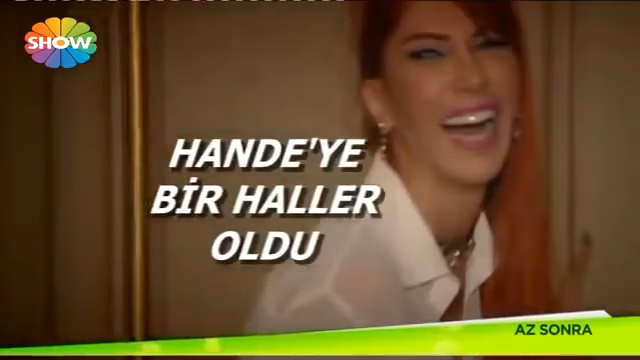 SHOW
HANDE'YE
BİR HALLER
OLDU
AZ SONRA